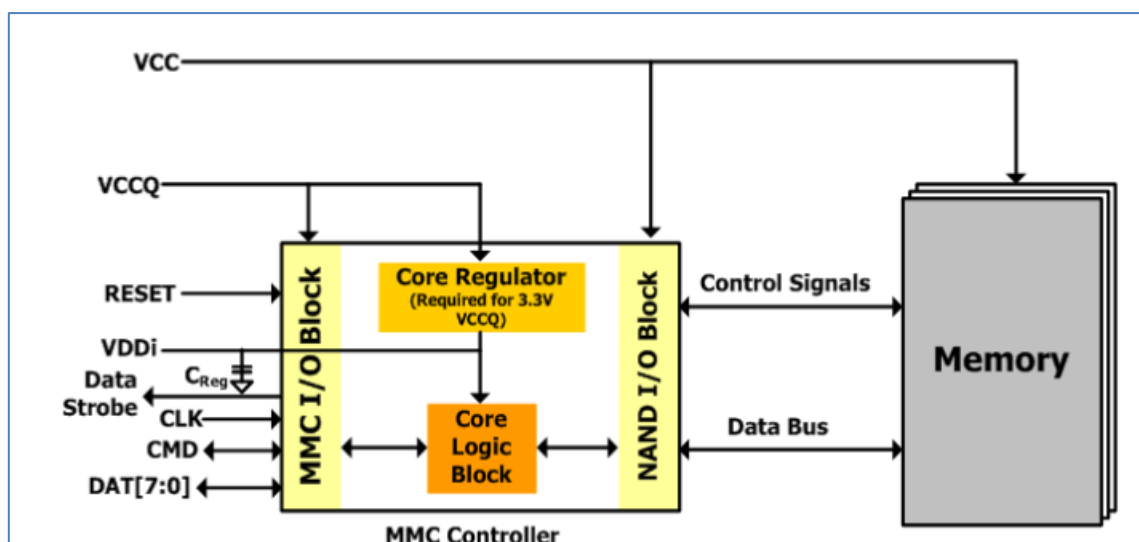 VCC
VCCQ
Core Regulator
(Required for 3.3V
VCCQ)
RESET
VDDi
CReg
Data
Strobe
CLK
CMD
DAT[7:0]
MMC I/O Block
Core
Logic
Block
NAND I/O Block
Control Signals
Data Bus
Memory
MMC Controller